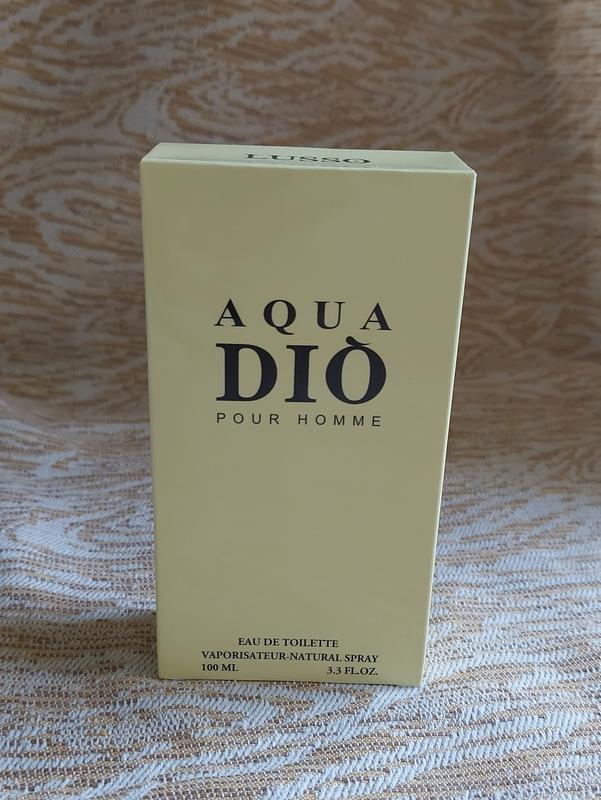 LUSSO
AQUA
DIÒ
POUR HOMME
EAU DE TOILETTE
VAPORISATEUR-NATURAL SPRAY
100 ML 3.3 FL.OZ.